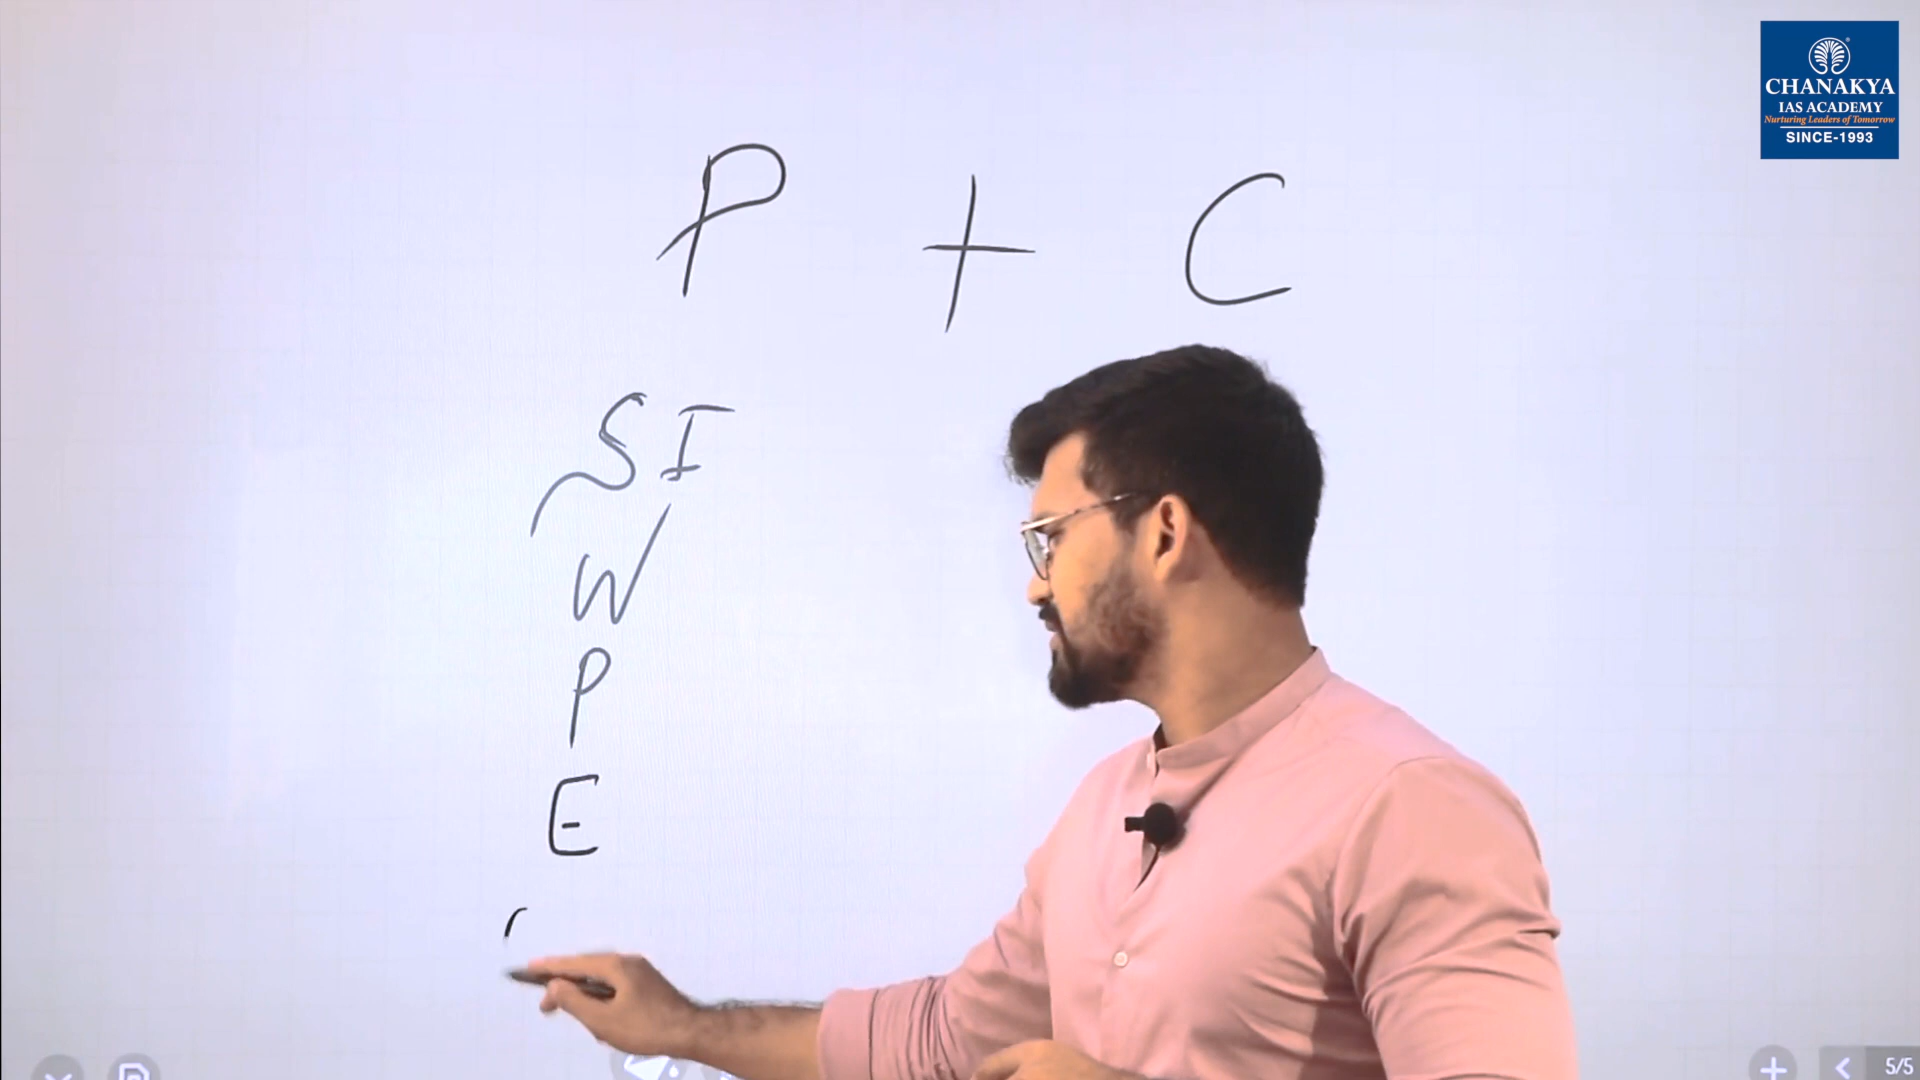 CHANAKYA
IAS ACADEMY
Nurturing Leaders of Tomorrow
SINCE-1993
P + C
SI
W
P
E
5/5